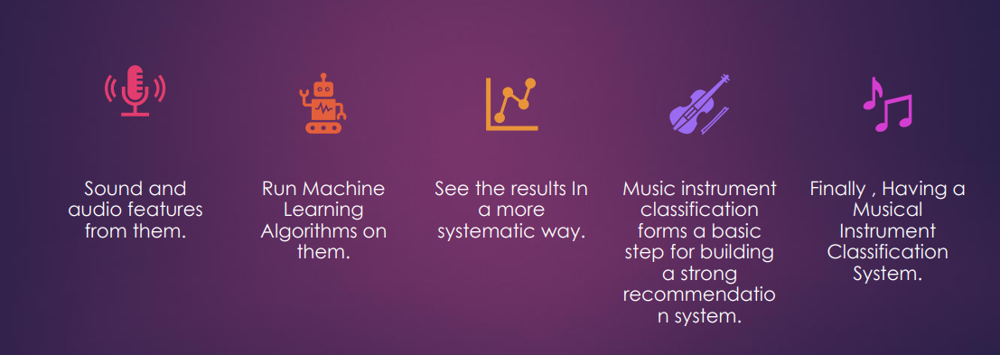 Sound and
audio features
from them.
Run Machine
Learning
Algorithms on
them.
See the results In
a more
systematic way.
Music instrument
classification
forms a basic
step for building
a strong
recommendatio
n system.
Finally , Having a
Musical
Instrument
Classification
System.